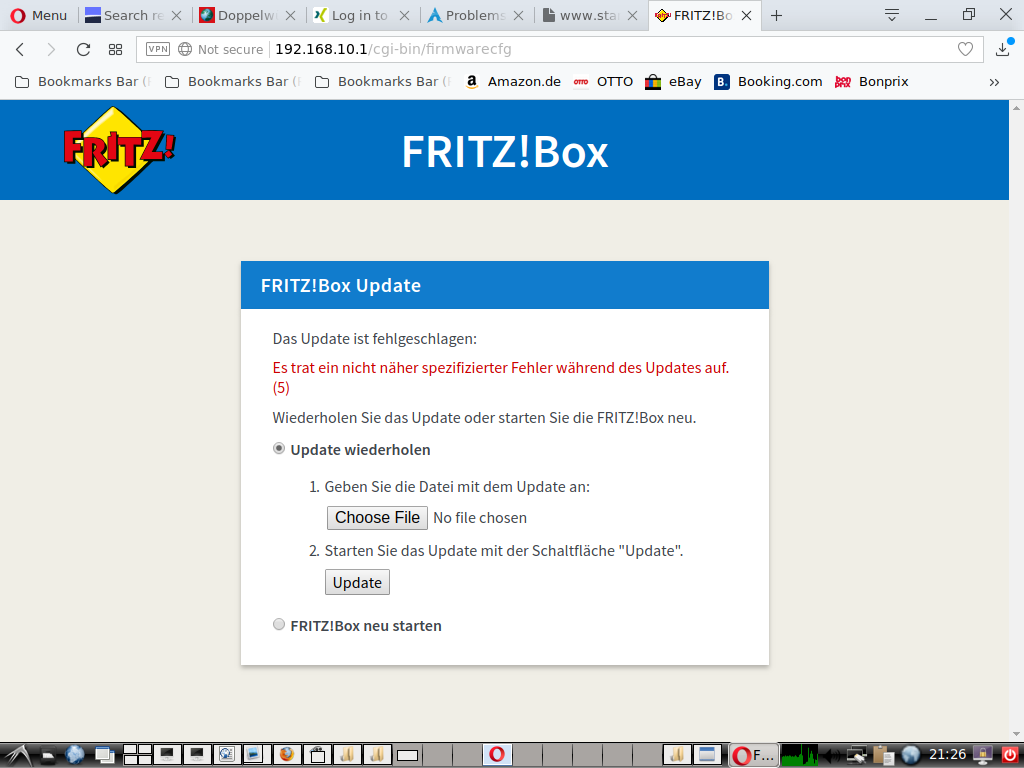 Menu
Search re
Doppelw
Log in to
Problems
www.sta
FRITZ!Bo
VPN
Not secure
192.168.10.1/cgi-bin/firmwarecfg
Bookmarks Bar (
Bookmarks Bar (
Bookmarks Bar (
a
Amazon.de
OTTO
OTTO
eBay
B.
Booking.com
bon prix
Bonprix
FRITZ!
FRITZ!Box
FRITZ!Box Update
Das Update ist fehlgeschlagen:
Es trat ein nicht näher spezifizierter Fehler während des Updates auf.
(5)
Wiederholen Sie das Update oder starten Sie die FRITZ!Box neu.
Update wiederholen
1. Geben Sie die Datei mit dem Update an:
Choose File No file chosen
2. Starten Sie das Update mit der Schaltfläche "Update".
Update
FRITZ!Box neu starten
F...
21:26